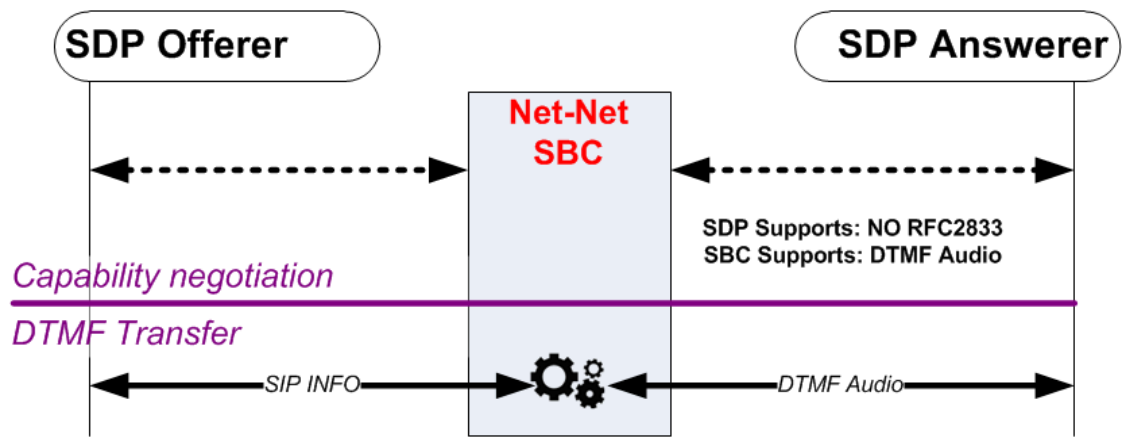 SDP Offerer
SDP Answerer
Net-Net
SBC
SDP Supports: NO RFC2833
SBC Supports: DTMF Audio
Capability negotiation
DTMF Transfer
SIP INFO
DTMF Audio